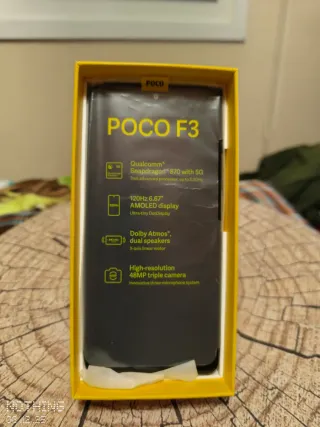 POCO
POCO F3
Qualcomm®
Snapdragon™ 870 with 5G
120Hz 6.67"
AMOLED display
Dolby Atmos®,
dual speakers
High-resolution
48MP triple camera
NOTHING